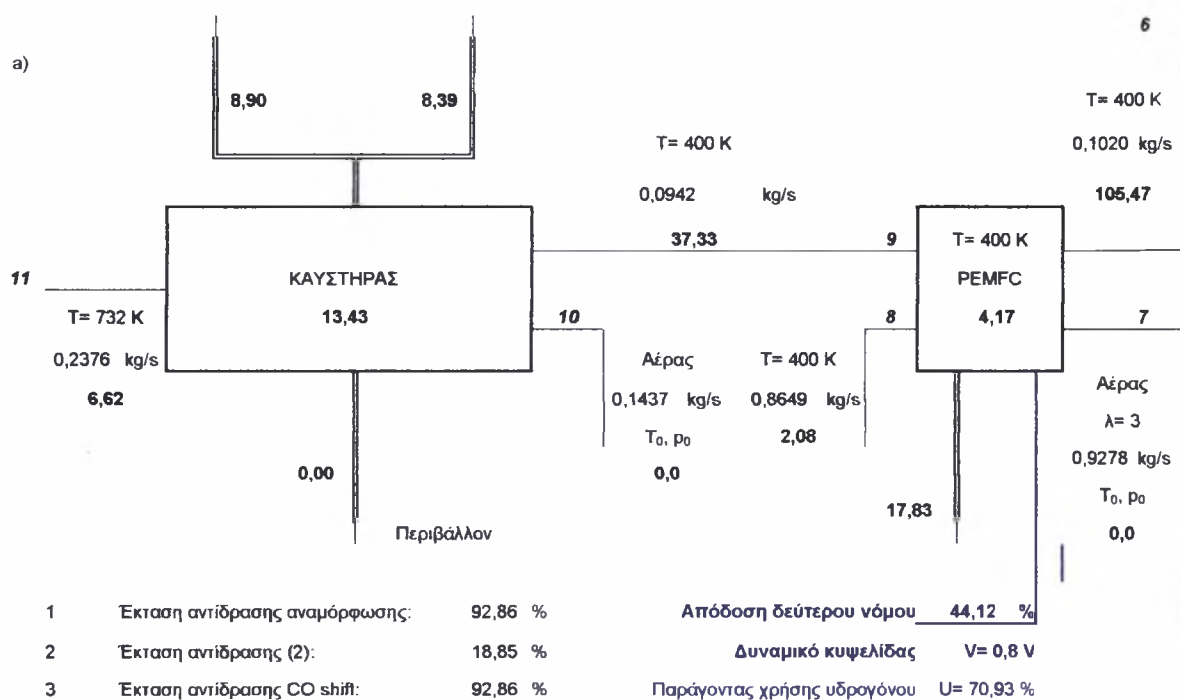 6
a)
8,90 8,39
T= 400 K
T= 400 K
0,1020 kg/s
0,0942 kg/s
105,47
37,33 9 T= 400 K
11 ΚΑΥΣΤΗΡΑΣ PEMFC
T= 732 K 13,43 10 8 4,17 7
0,2376 kg/s Αέρας T= 400 K
6,62 0,1437 kg/s 0,8649 kg/s Αέρας
T₀, p₀ 2,08 λ= 3
0,00 0,0 0,9278 kg/s
17,83 T₀, p₀
Περιβάλλον 0,0
1 Έκταση αντίδρασης αναμόρφωσης: 92,86 % Απόδοση δεύτερου νόμου 44,12 %
2 Έκταση αντίδρασης (2): 18,85 % Δυναμικό κυψελίδας V= 0,8 V
3 Έκταση αντίδρασης CO shift: 92,86 % Παράγοντας χρήσης υδρογόνου U= 70,93 %